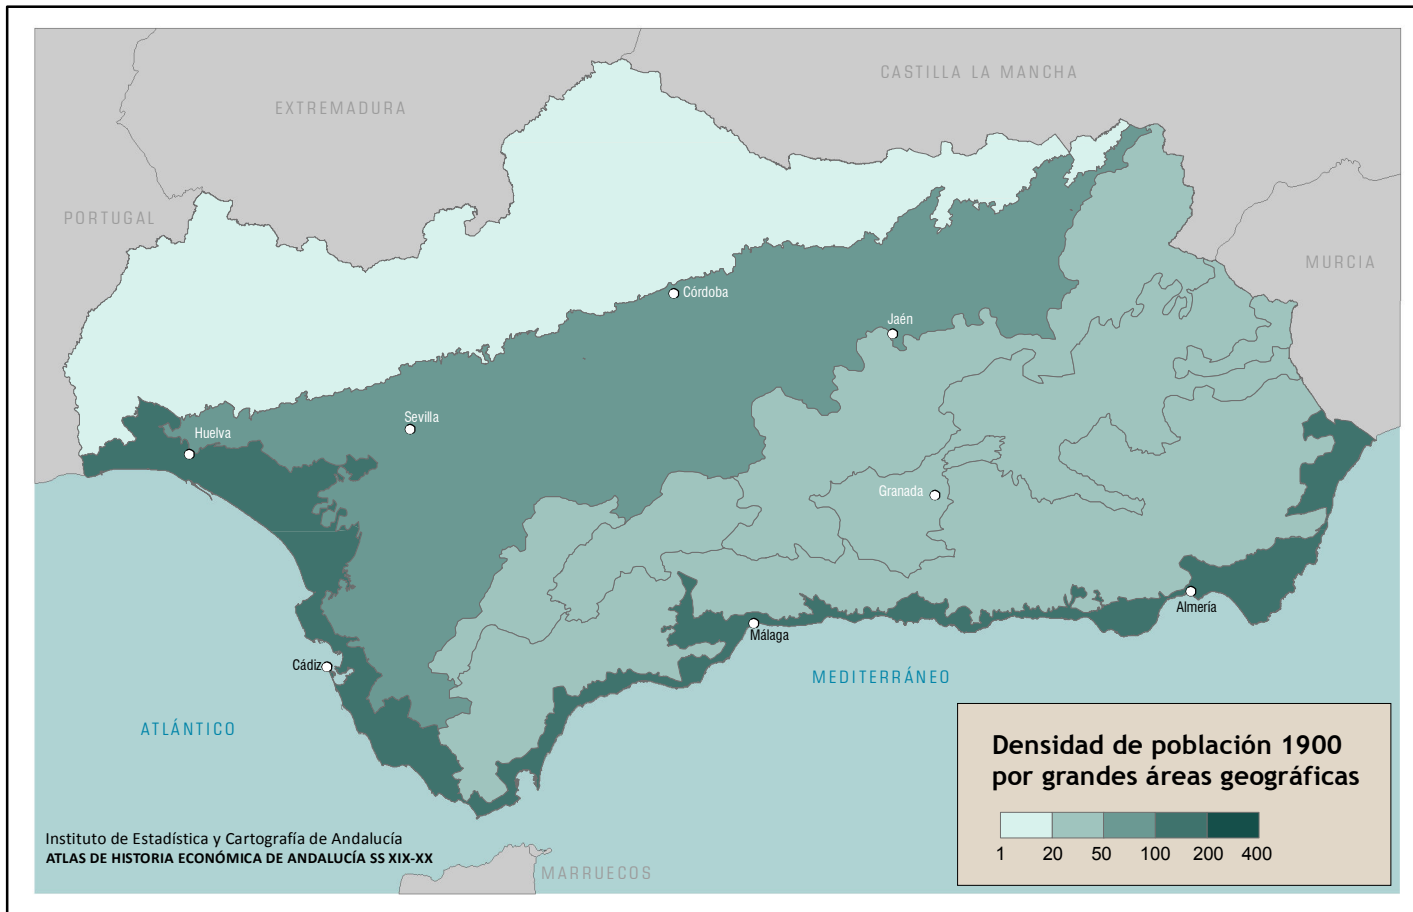 CASTILLA LA MANCHA
EXTREMADURA
PORTUGAL
MURCIA
Córdoba
Jaén
Sevilla
Huelva
Granada
Almería
Málaga
Cádiz
MEDITERRÁNEO
ATLÁNTICO
Densidad de población 1900
por grandes áreas geográficas
1 20 50 100 200 400
Instituto de Estadística y Cartografía de Andalucía
ATLAS DE HISTORIA ECONÓMICA DE ANDALUCÍA SS XIX-XX
MARRUECOS